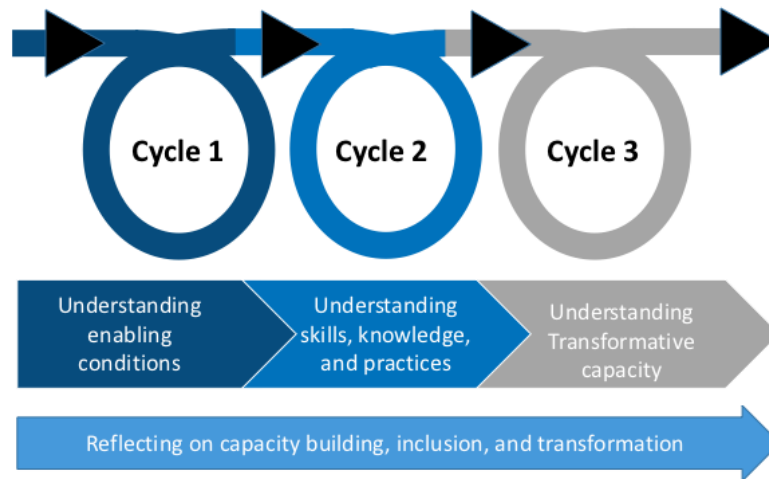 Cycle 1
Cycle 2
Cycle 3
Understanding
enabling
conditions
Understanding
skills, knowledge,
and practices
Understanding
Transformative
capacity
Reflecting on capacity building, inclusion, and transformation